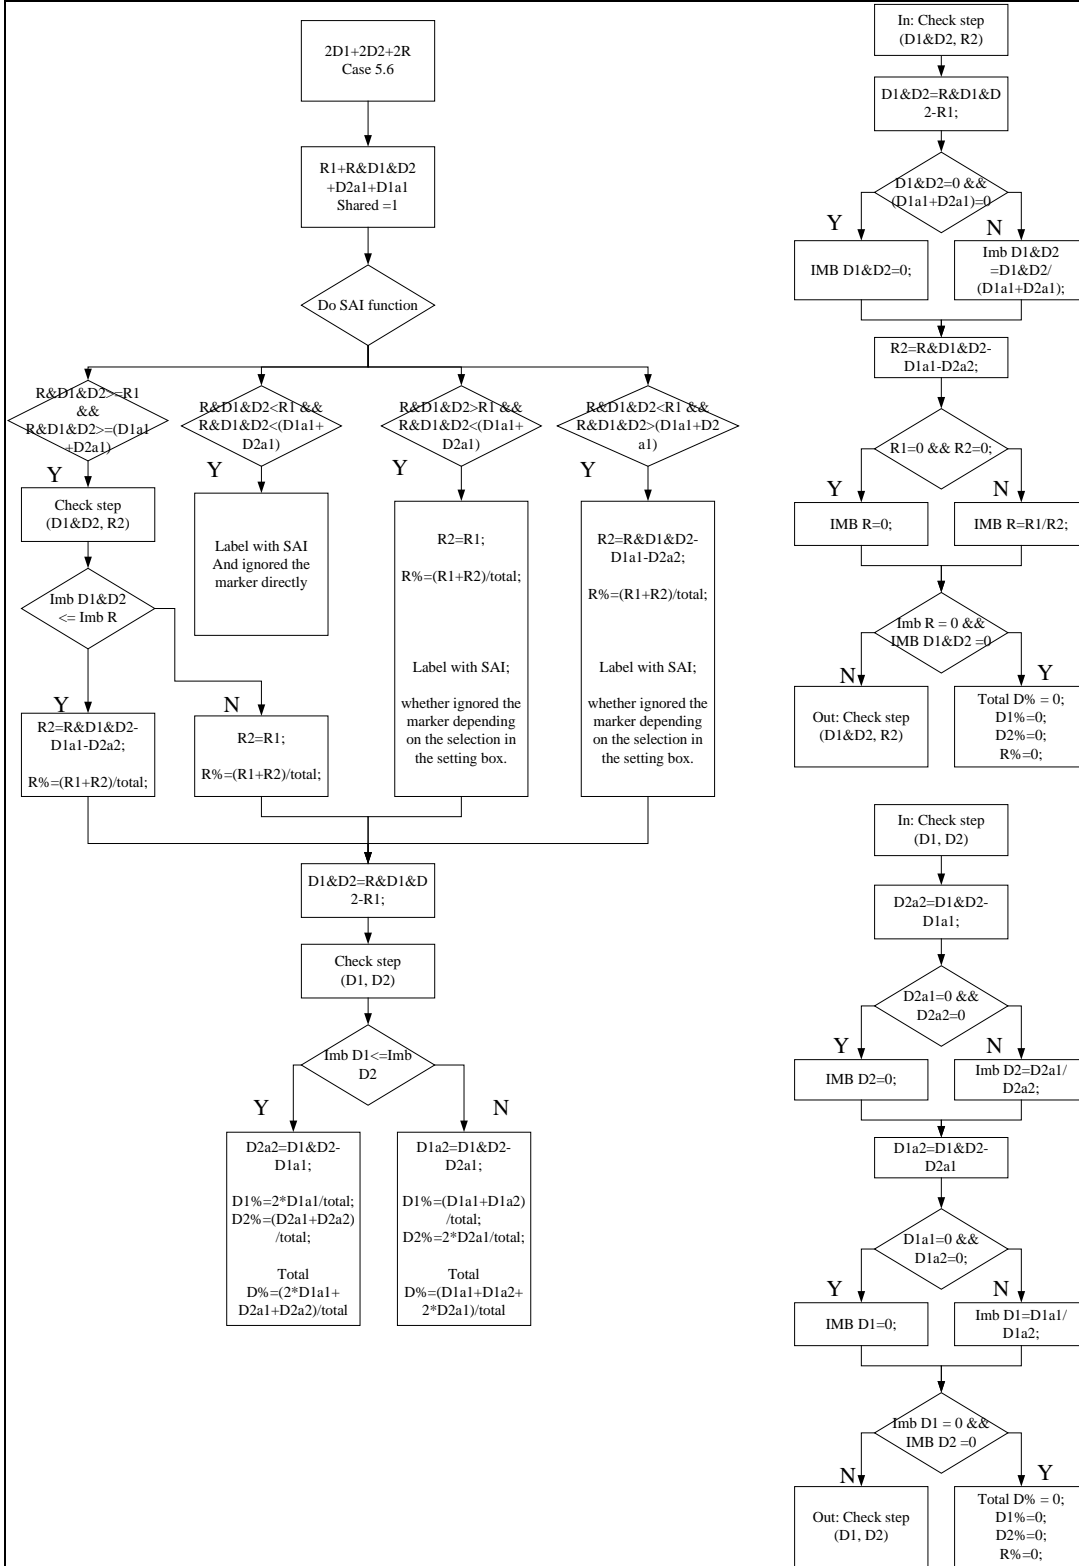 2D1+2D2+2R
Case 5.6
R1+R&D1&D2
+D2a1+D1a1
Shared =1
Do SAI function
R&D1&D2>=R1
&&
R&D1&D2>=(D1a1
+D2a1)
Y
Check step
(D1&D2, R2)
Imb D1&D2
<= Imb R
Y
R2=R&D1&D2-
D1a1-D2a2;
R%=(R1+R2)/total;
N
R2=R1;
R%=(R1+R2)/total;
R&D1&D2<R1 &&
R&D1&D2<(D1a1+
D2a1)
Y
Label with SAI
And ignored the
marker directly
R&D1&D2>R1 &&
R&D1&D2<(D1a1+
D2a1)
Y
R2=R1;
R%=(R1+R2)/total;
Label with SAI;
whether ignored the
marker depending
on the selection in
the setting box.
R&D1&D2<R1 &&
R&D1&D2>(D1a1+D2
a1)
Y
R2=R&D1&D2-
D1a1-D2a2;
R%=(R1+R2)/total;
Label with SAI;
whether ignored the
marker depending
on the selection in
the setting box.
D1&D2=R&D1&D
2-R1;
Check step
(D1, D2)
Imb D1<=Imb
D2
Y
D2a2=D1&D2-
D1a1;
D1%=2*D1a1/total;
D2%=(D2a1+D2a2)
/total;
Total
D%=(2*D1a1+
D2a1+D2a2)/total
N
D1a2=D1&D2-
D2a1;
D1%=(D1a1+D1a2)
/total;
D2%=2*D2a1/total;
Total
D%=(D1a1+D1a2+
2*D2a1)/total
In: Check step
(D1&D2, R2)
D1&D2=R&D1&D
2-R1;
D1&D2=0 &&
(D1a1+D2a1)=0
Y
IMB D1&D2=0;
N
Imb D1&D2
=D1&D2/
(D1a1+D2a1);
R2=R&D1&D2-
D1a1-D2a2;
R1=0 && R2=0;
Y
IMB R=0;
N
IMB R=R1/R2;
Imb R = 0 &&
IMB D1&D2 =0
N
Out: Check step
(D1&D2, R2)
Y
Total D% = 0;
D1%=0;
D2%=0;
R%=0;
In: Check step
(D1, D2)
D2a2=D1&D2-
D1a1;
D2a1=0 &&
D2a2=0
Y
IMB D2=0;
N
Imb D2=D2a1/
D2a2;
D1a2=D1&D2-
D2a1
D1a1=0 &&
D1a2=0;
Y
IMB D1=0;
N
Imb D1=D1a1/
D1a2;
Imb D1 = 0 &&
IMB D2 =0
N
Out: Check step
(D1, D2)
Y
Total D% = 0;
D1%=0;
D2%=0;
R%=0;